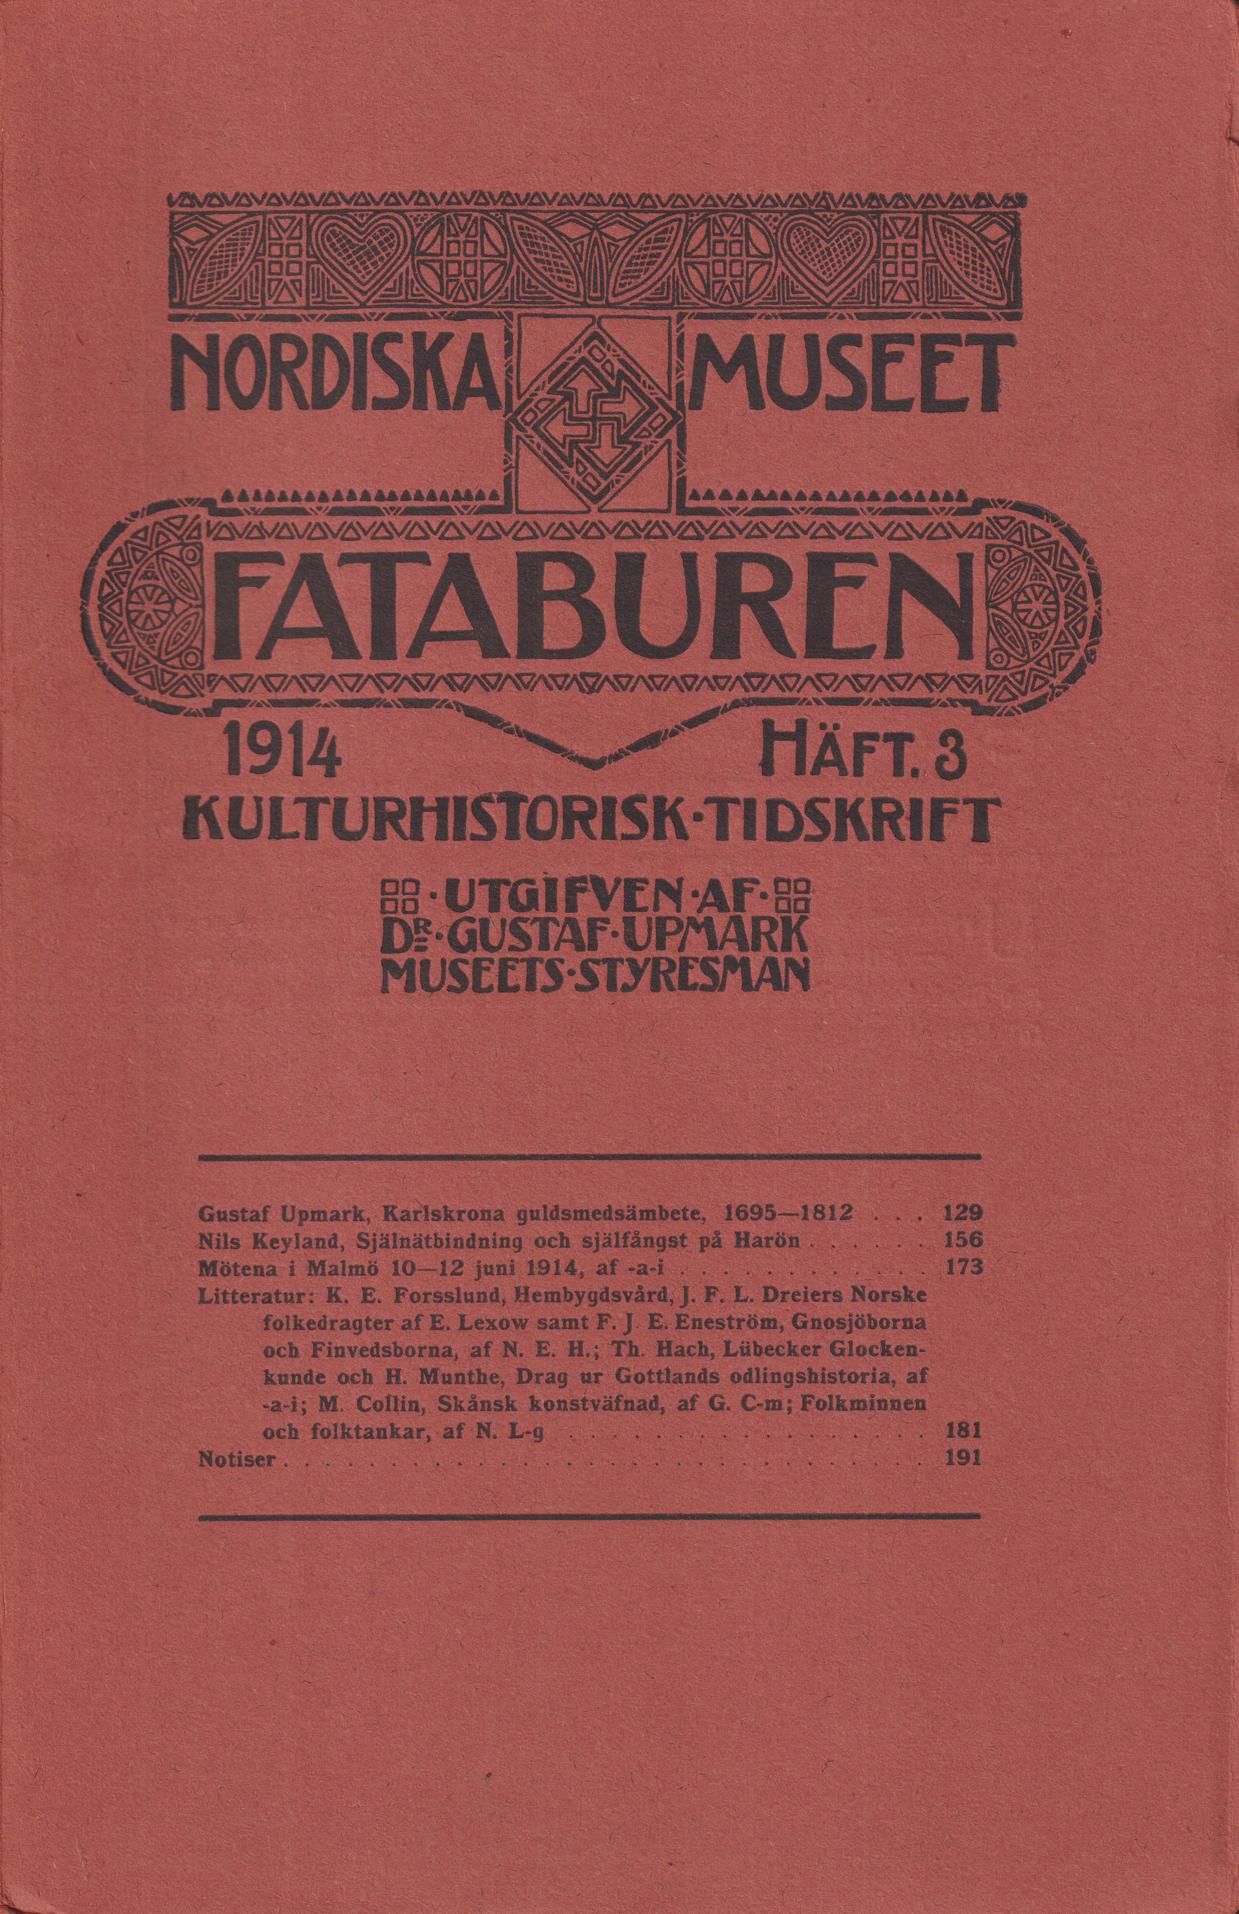 NORDISKA MUSEET
FATABUREN
1914 HÄFT. 3
KULTURHISTORISK·TIDSKRIFT
·UTGIFVEN·AF·
DR·GUSTAF·UPMARK
MUSEETS·STYRESMAN
Gustaf Upmark, Karlskrona guldsmedsämbete, 1695—1812 . . . 129
Nils Keyland, Själnätbindning och själfångst på Harön . . . . . . 156
Mötena i Malmö 10—12 juni 1914, af -a-i . . . . . . . . . . . . 173
Litteratur: K. E. Forsslund, Hembygdsvård, J. F. L. Dreiers Norske
folkedragter af E. Lexow samt F. J. E. Eneström, Gnosjöborna
och Finvedsborna, af N. E. H.; Th. Hach, Lübecker Glocken-
kunde och H. Munthe, Drag ur Gottlands odlingshistoria, af
-a-i; M. Collin, Skånsk konstväfnad, af G. C-m; Folkminnen
och folktankar, af N. L-g . . . . . . . . . . . . . . . . . 181
Notiser . . . . . . . . . . . . . . . . . . . . . . . . . . . . . . 191